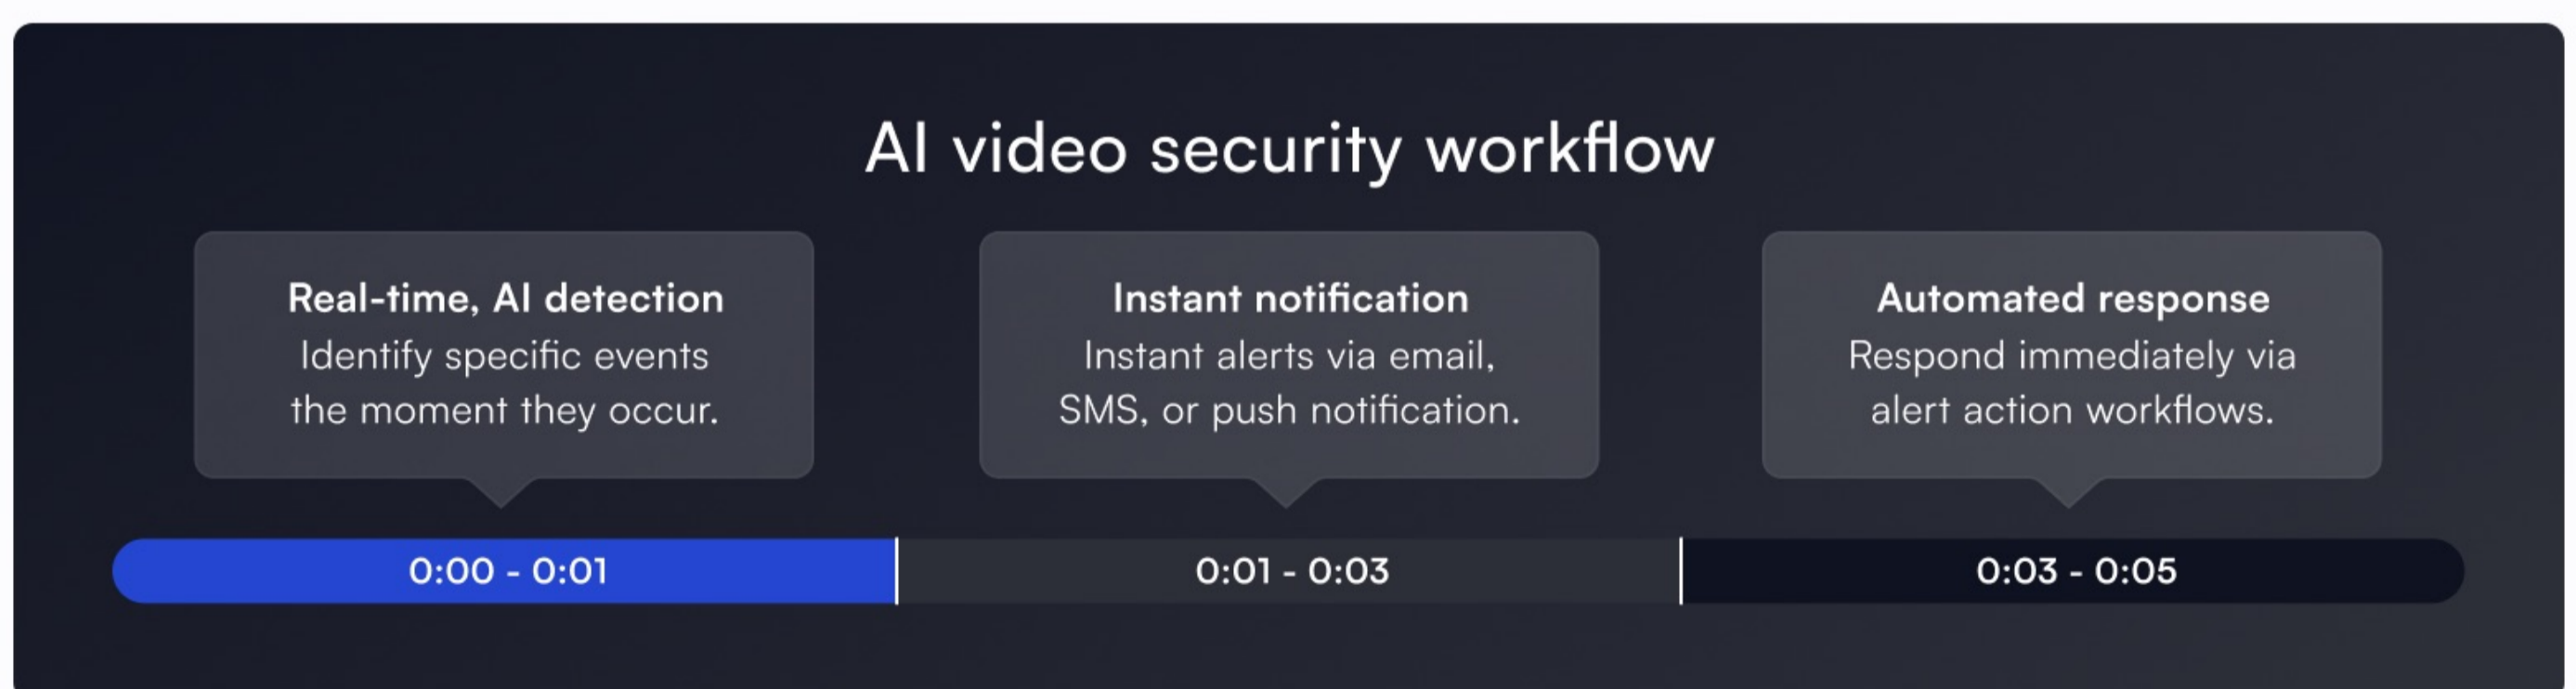 AI video security workflow
Real-time, AI detection
Identify specific events
the moment they occur.
Instant notification
Instant alerts via email,
SMS, or push notification.
Automated response
Respond immediately via
alert action workflows.
0:00 - 0:01
0:01 - 0:03
0:03 - 0:05